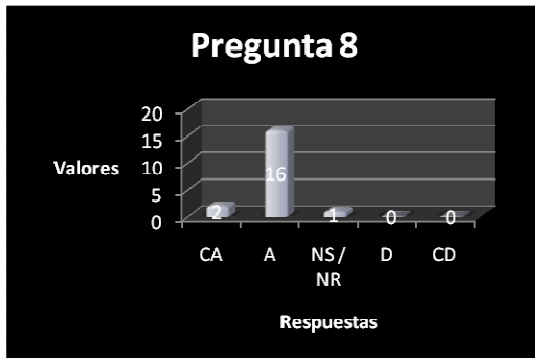 Pregunta 8
20
15
10
5
0
Valores
2
16
1
0
0
CA
A
NS /
NR
D
CD
Respuestas